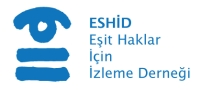 ESHİD
Eşit Haklar
İçin
İzleme Derneği